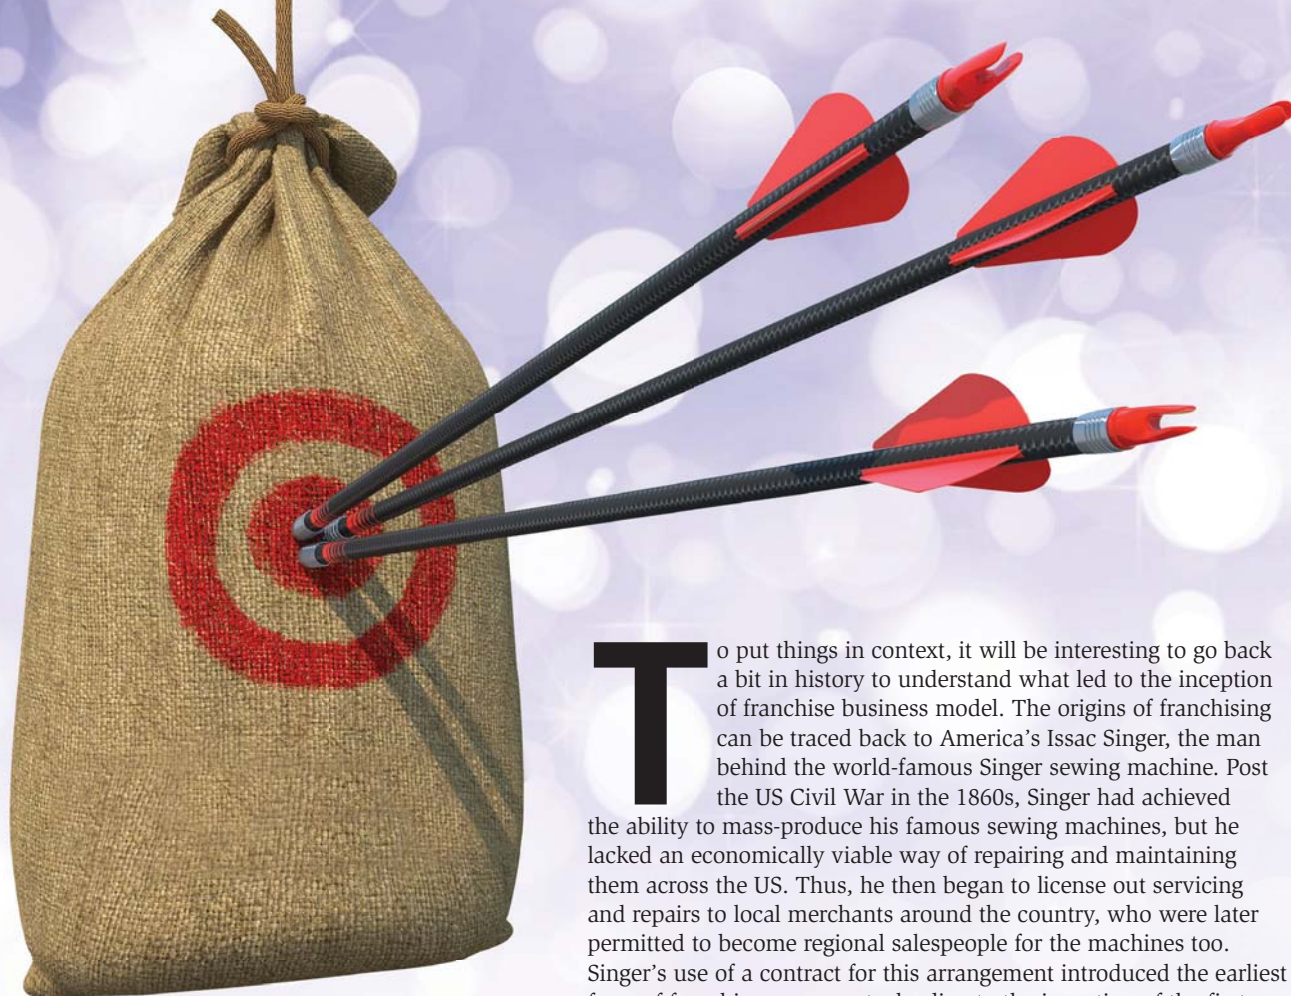 To put things in context, it will be interesting to go back
a bit in history to understand what led to the inception
of franchise business model. The origins of franchising
can be traced back to America's Issac Singer, the man
behind the world-famous Singer sewing machine. Post
the US Civil War in the 1860s, Singer had achieved
the ability to mass-produce his famous sewing machines, but he
lacked an economically viable way of repairing and maintaining
them across the US. Thus, he then began to license out servicing
and repairs to local merchants around the country, who were later
permitted to become regional salespeople for the machines too.
Singer's use of a contract for this arrangement introduced the earliest